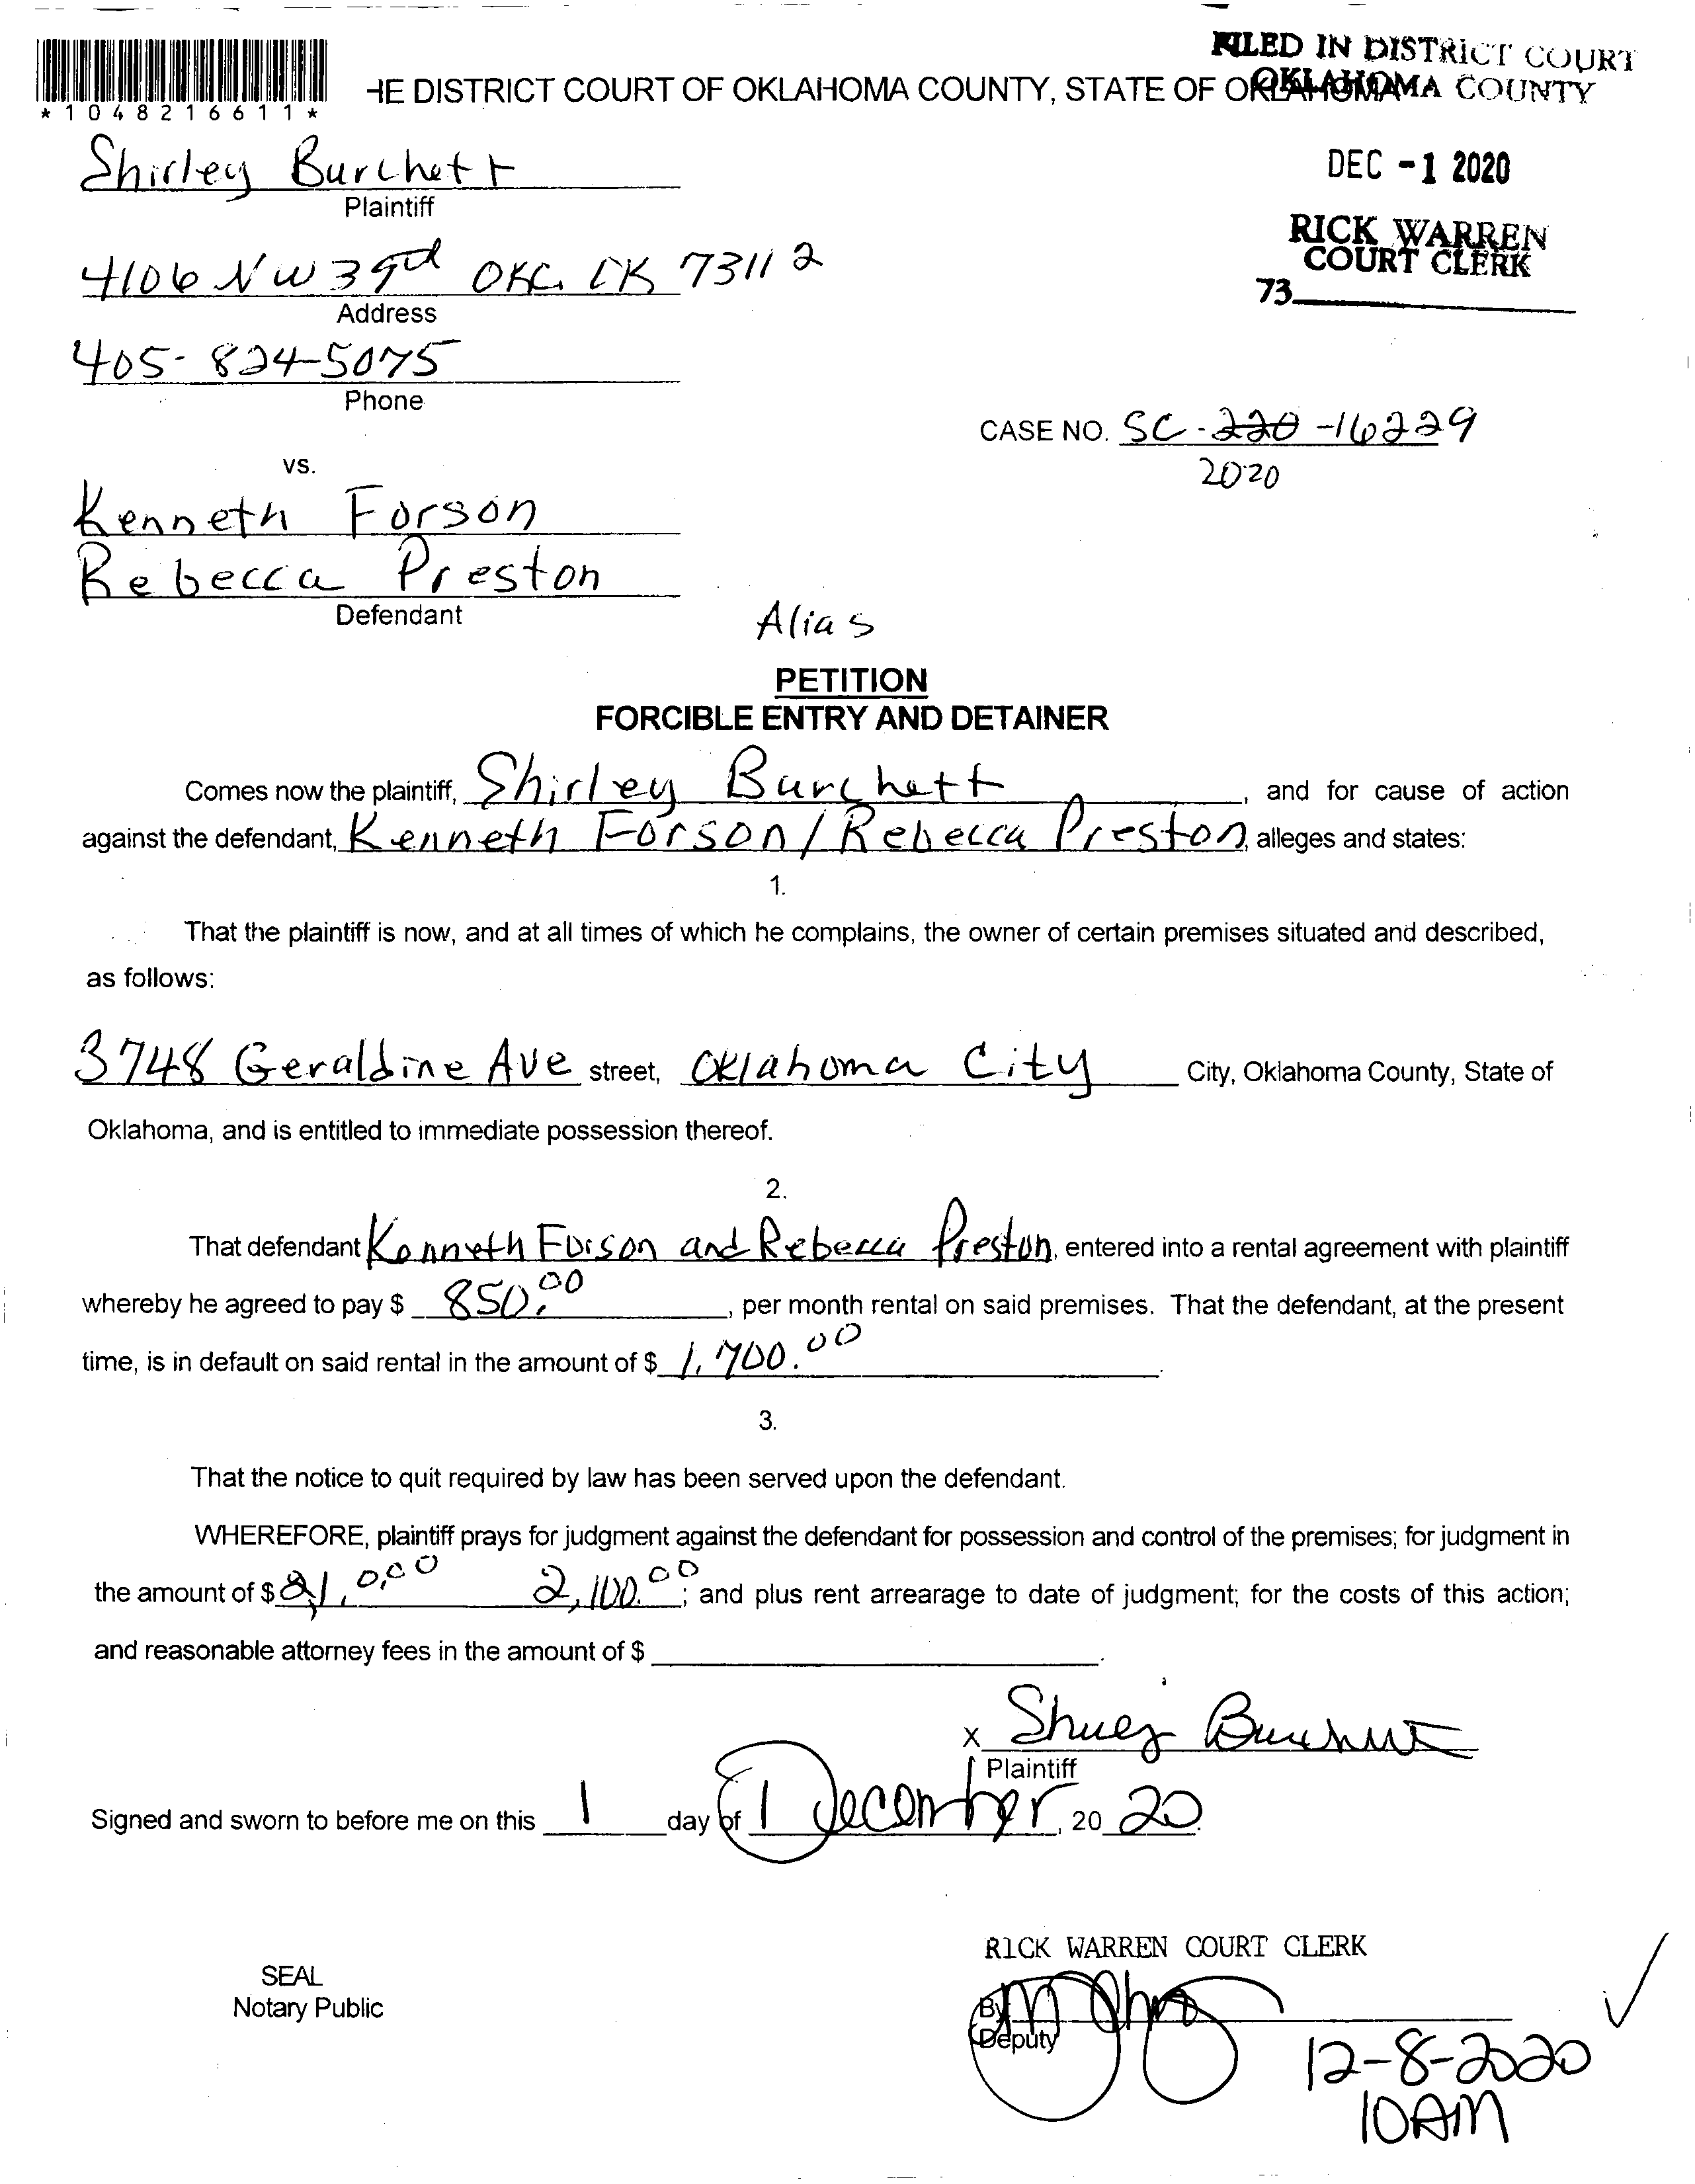 FILED IN DISTRICT COURT
OKLAHOMA COUNTY
HE DISTRICT COURT OF OKLAHOMA COUNTY, STATE OF OKLAHOMA
*1048216611*
DEC -1 2020
RICK WARREN
COURT CLERK
73
Shirley Burchett
Plaintiff
4106 NW 39th OKC. OK 73112
Address
405-824-5075
Phone
CASE NO. SC-220-16229
2020
vs.
Kenneth Forson
Rebecca Preston
Defendant
Alias
PETITION
FORCIBLE ENTRY AND DETAINER
Comes now the plaintiff, Shirley Burchett, and for cause of action
against the defendant, Kenneth Forson/Rebecca Preston, alleges and states:
1.
That the plaintiff is now, and at all times of which he complains, the owner of certain premises situated and described,
as follows:
3748 Geraldine Ave street, Oklahoma City City, Oklahoma County, State of
Oklahoma, and is entitled to immediate possession thereof.
2.
That defendant Kenneth Forson and Rebecca Preston, entered into a rental agreement with plaintiff
whereby he agreed to pay $ 850.00, per month rental on said premises. That the defendant, at the present
time, is in default on said rental in the amount of $ 1,700.00.
3.
That the notice to quit required by law has been served upon the defendant.
WHEREFORE, plaintiff prays for judgment against the defendant for possession and control of the premises; for judgment in
the amount of $ 2,100.00; and plus rent arrearage to date of judgment; for the costs of this action;
and reasonable attorney fees in the amount of $
x Shirley Burchett
Plaintiff
Signed and sworn to before me on this 1 day of 1 December, 20 20.
RICK WARREN COURT CLERK
SEAL
Notary Public
By
Deputy
12-8-2020
10AM